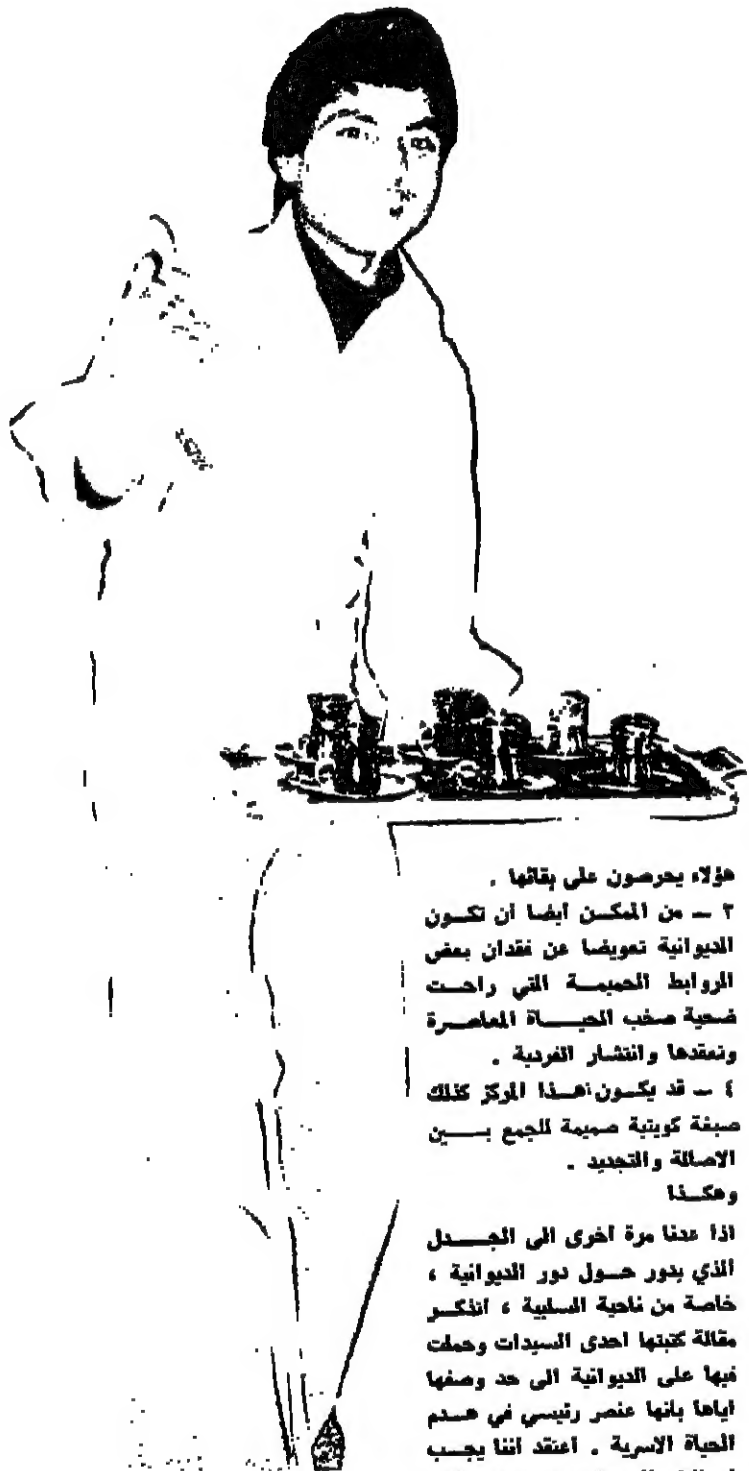 هؤلاء يحرصون على بقائها .
٣ — من الممكن أيضا أن تكون
الديوانية تعويضا عن فقدان بعض
الروابط الحميمة التي راحت
ضحية صخب الحياة المعاصرة
وتعقدها وانتشار الفردية .
٤ — قد يكون هذا المركز كذلك
صبغة كويتية صميمة للجمع بين
الاصالة والتجديد .
وهكذا
اذا عدنا مرة اخرى الى الجدل
الذي يدور حول دور الديوانية ،
خاصة من ناحية السلبية ، اتذكر
مقالة كتبتها احدى السيدات وحملت
فيها على الديوانية الى حد وصفها
اياها بانها عنصر رئيسي في هدم
الحياة الاسرية . اعتقد اننا يجب